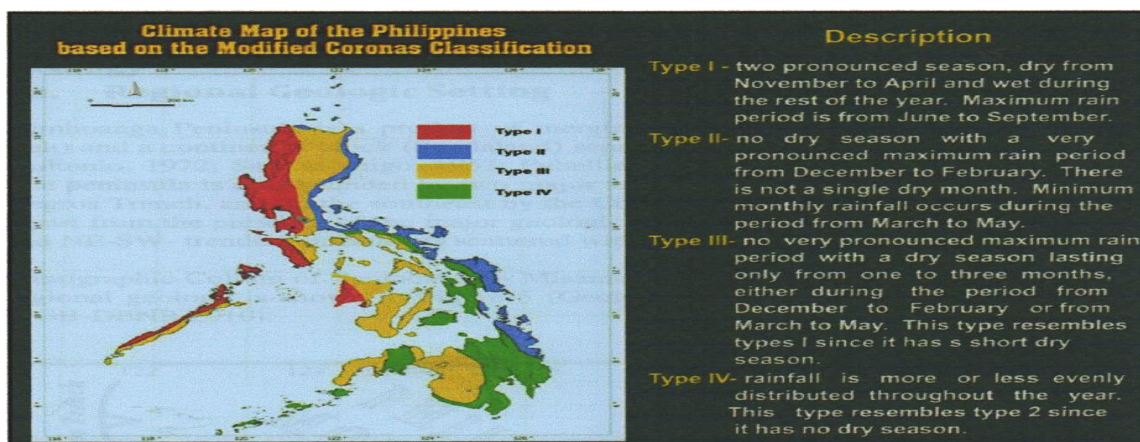 Climate Map of the Philippines
based on the Modified Coronas Classification
Type I
Type II
Type III
Type IV
Description
Type I - two pronounced season, dry from
November to April and wet during
the rest of the year. Maximum rain
period is from June to September.
Type II- no dry season with a very
pronounced maximum rain period
from December to February. There
is not a single dry month. Minimum
monthly rainfall occurs during the
period from March to May.
Type III- no very pronounced maximum rain
period with a dry season lasting
only from one to three months,
either during the period from
December to February or from
March to May. This type resembles
types I since it has s short dry
season.
Type IV- rainfall is more or less evenly
distributed throughout the year.
This type resembles type 2 since
it has no dry season.